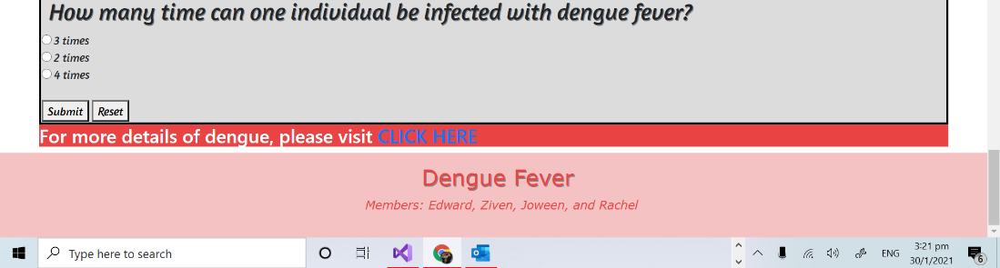 How many time can one individual be infected with dengue fever?
3 times
2 times
4 times
Submit Reset
For more details of dengue, please visit CLICK HERE
Dengue Fever
Members: Edward, Ziven, Joween, and Rachel
Type here to search
ENG
3:21 pm
30/1/2021
6